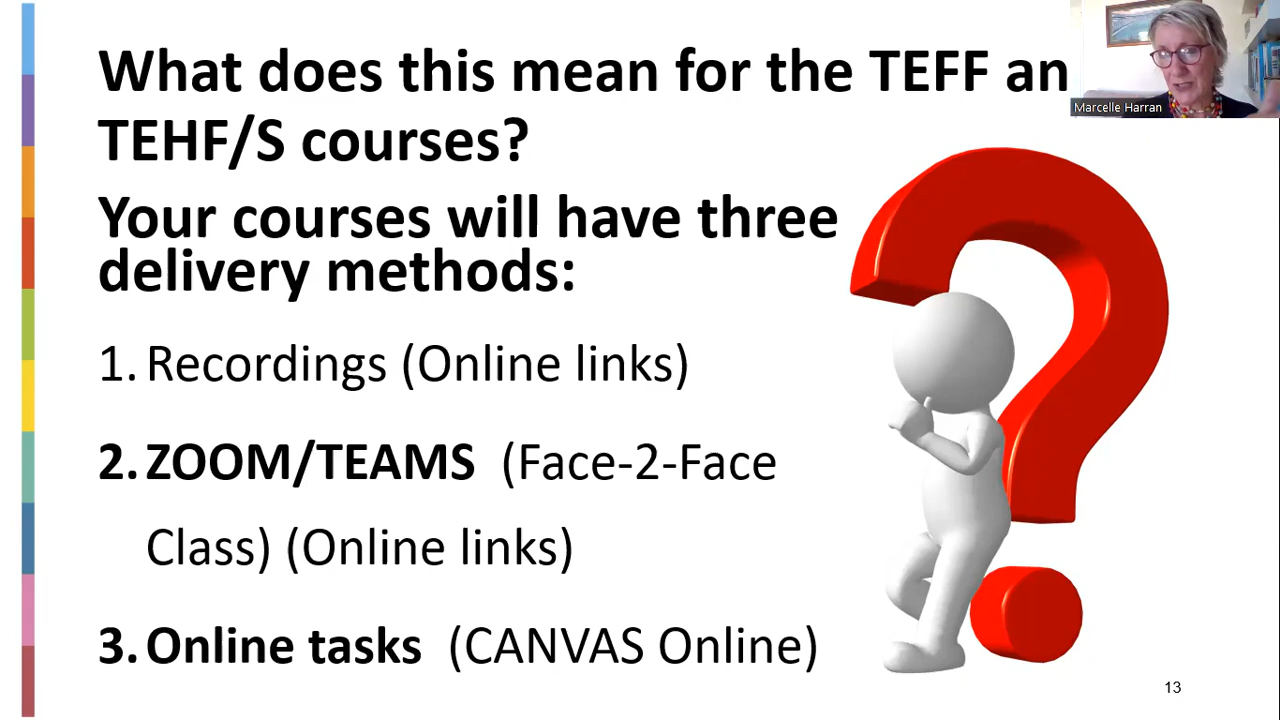 What does this mean for the TEFF an
TEHF/S courses?
Marcelle Harran
Your courses will have three
delivery methods:
1. Recordings (Online links)
2. ZOOM/TEAMS (Face-2-Face
Class) (Online links)
3. Online tasks (CANVAS Online)
13